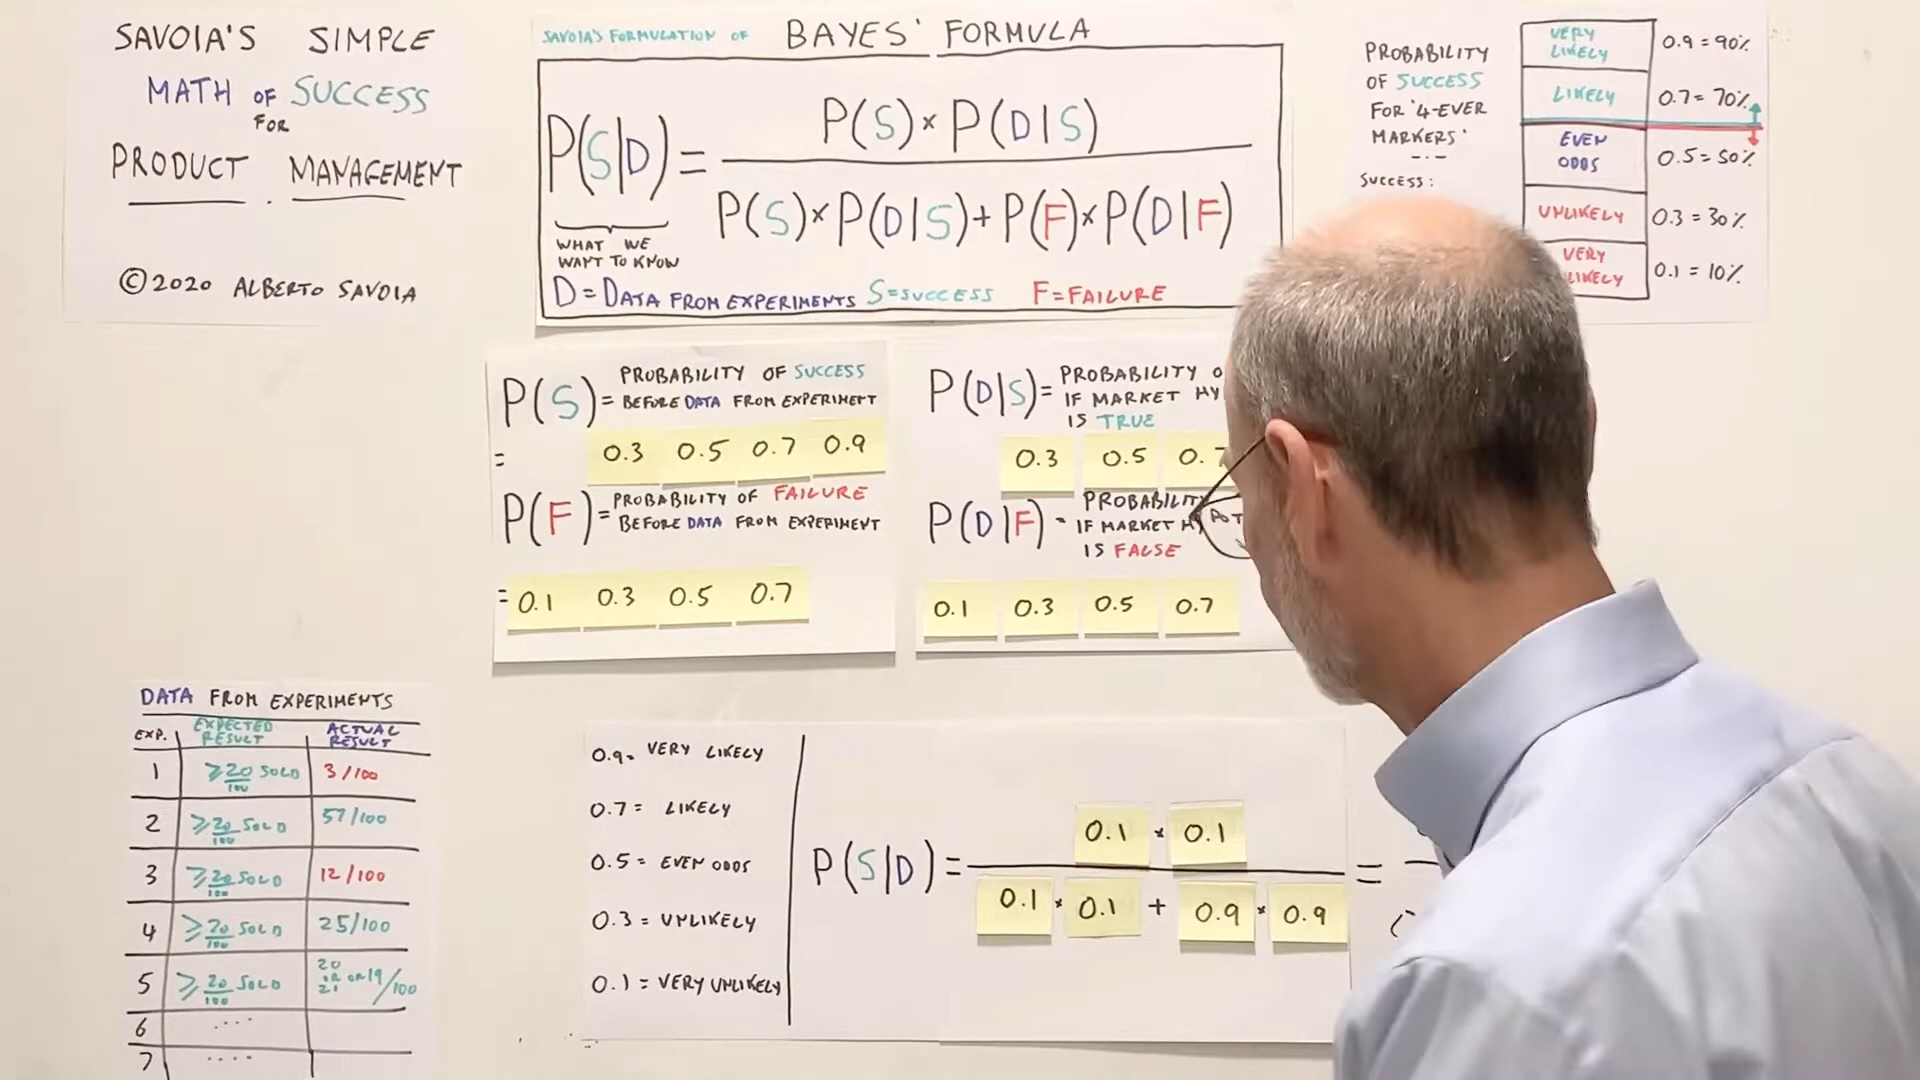 SAVOIA'S SIMPLE
MATH OF SUCCESS
FOR
PRODUCT MANAGEMENT
©2020 ALBERTO SAVOIA
SAVOIA'S FORMULATION OF BAYES' FORMULA
P(S|D) = P(S) × P(D|S)
P(S) × P(D|S) + P(F) × P(D|F)
WHAT WE
WANT TO KNOW
D = DATA FROM EXPERIMENTS S = SUCCESS F = FAILURE
PROBABILITY
OF SUCCESS
FOR '4-EVER
MARKERS'
SUCCESS:
VERY LIKELY 0.9 = 90%
LIKELY 0.7 = 70%
EVEN ODDS 0.5 = 50%
UNLIKELY 0.3 = 30%
VERY 0.1 = 10%
P(S) = PROBABILITY OF SUCCESS
BEFORE DATA FROM EXPERIMENT
= 0.3 0.5 0.7 0.9
P(F) = PROBABILITY OF FAILURE
BEFORE DATA FROM EXPERIMENT
= 0.1 0.3 0.5 0.7
P(D|S) = PROBABILITY
IF MARKET
IS TRUE
0.3 0.5
P(D|F) = 
IF MARKET
IS FALSE
0.1 0.3 0.5 0.7
DATA FROM EXPERIMENTS
EXP. EXPECTED RESULT ACTUAL RESULT
1 ≥ 20/100 SOLD 3/100
2 ≥ 20/100 SOLD 57/100
3 ≥ 20/100 SOLD 12/100
4 ≥ 20/100 SOLD 25/100
5 ≥ 20/100 SOLD 20 OR 21 OR 19/100
6 ....
7 ....
0.9 = VERY LIKELY
0.7 = LIKELY
0.5 = EVEN ODDS
0.3 = UNLIKELY
0.1 = VERY UNLIKELY
P(S|D) = 0.1 × 0.1
0.1 × 0.1 + 0.9 × 0.9 =